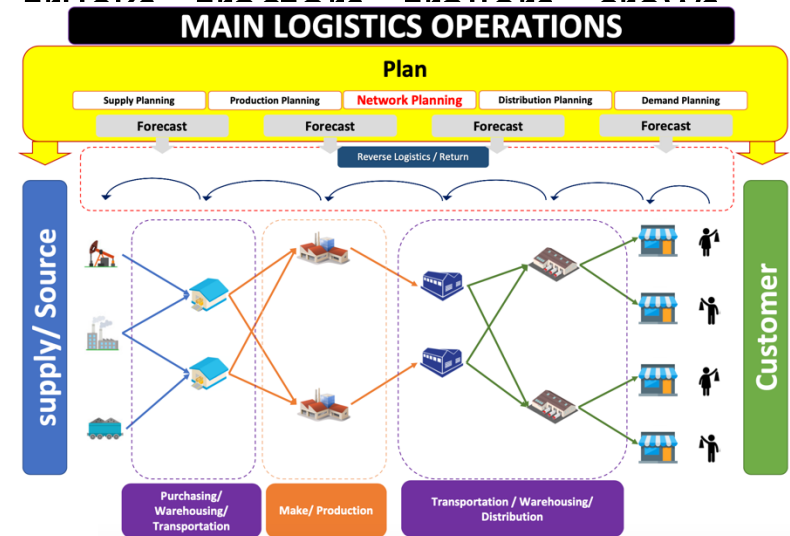 MAIN LOGISTICS OPERATIONS
Plan
Supply Planning
Production Planning
Network Planning
Distribution Planning
Demand Planning
Forecast
Forecast
Forecast
Forecast
Reverse Logistics / Return
supply/ Source
Customer
Purchasing/
Warehousing/
Transportation
Make/ Production
Transportation / Warehousing/
Distribution